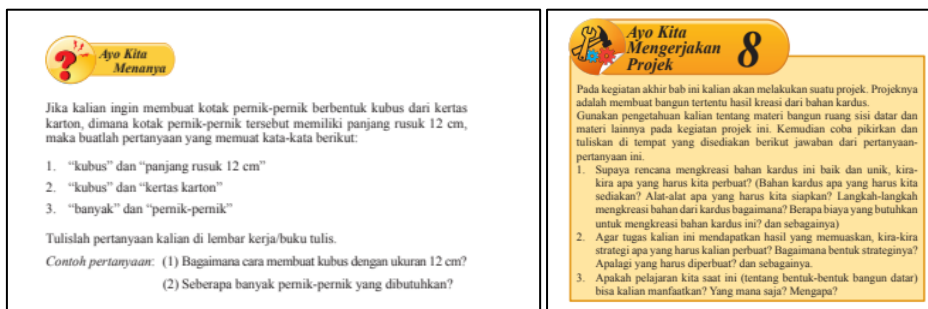 Ayo Kita
Menanya
Jika kalian ingin membuat kotak pernik-pernik berbentuk kubus dari kertas
karton, dimana kotak pernik-pernik tersebut memiliki panjang rusuk 12 cm,
maka buatlah pertanyaan yang memuat kata-kata berikut:
1. “kubus” dan “panjang rusuk 12 cm”
2. “kubus” dan “kertas karton”
3. “banyak” dan “pernik-pernik”
Tulislah pertanyaan kalian di lembar kerja/buku tulis.
Contoh pertanyaan: (1) Bagaimana cara membuat kubus dengan ukuran 12 cm?
(2) Seberapa banyak pernik-pernik yang dibutuhkan?
Ayo Kita
Mengerjakan
Projek
8
Pada kegiatan akhir bab ini kalian akan melakukan suatu projek. Projeknya
adalah membuat bangun tertentu hasil kreasi dari bahan kardus.
Gunakan pengetahuan kalian tentang materi bangun ruang sisi datar dan
materi lainnya pada kegiatan projek ini. Kemudian coba pikirkan dan
tuliskan di tempat yang disediakan berikut jawaban dari pertanyaan-
pertanyaan ini.
1. Supaya rencana mengkreasi bahan kardus ini baik dan unik, kira-
kira apa yang harus kita perbuat? (Bahan kardus apa yang harus kita
sediakan? Alat-alat apa yang harus kita siapkan? Langkah-langkah
mengkreasi bahan dari kardus bagaimana? Berapa biaya yang butuhkan
untuk mengkreasi bahan kardus ini? dan sebagainya)
2. Agar tugas kalian ini mendapatkan hasil yang memuaskan, kira-kira
strategi apa yang harus kalian perbuat? Bagaimana bentuk strateginya?
Apalagi yang harus diperbuat? dan sebagainya.
3. Apakah pelajaran kita saat ini (tentang bentuk-bentuk bangun datar)
bisa kalian manfaatkan? Yang mana saja? Mengapa?